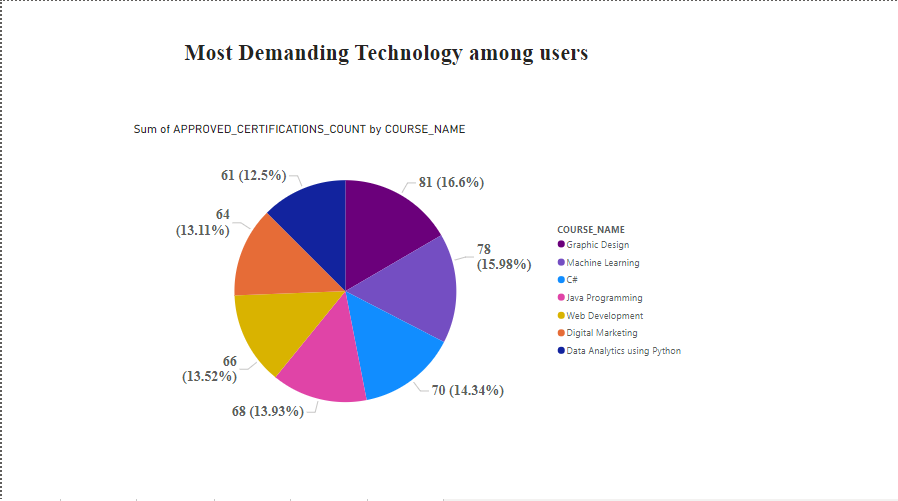 Most Demanding Technology among users
Sum of APPROVED_CERTIFICATIONS_COUNT by COURSE_NAME
61 (12.5%)
81 (16.6%)
64
(13.11%)
78
(15.98%)
66
(13.52%)
70 (14.34%)
68 (13.93%)
COURSE_NAME
Graphic Design
Machine Learning
C#
Java Programming
Web Development
Digital Marketing
Data Analytics using Python